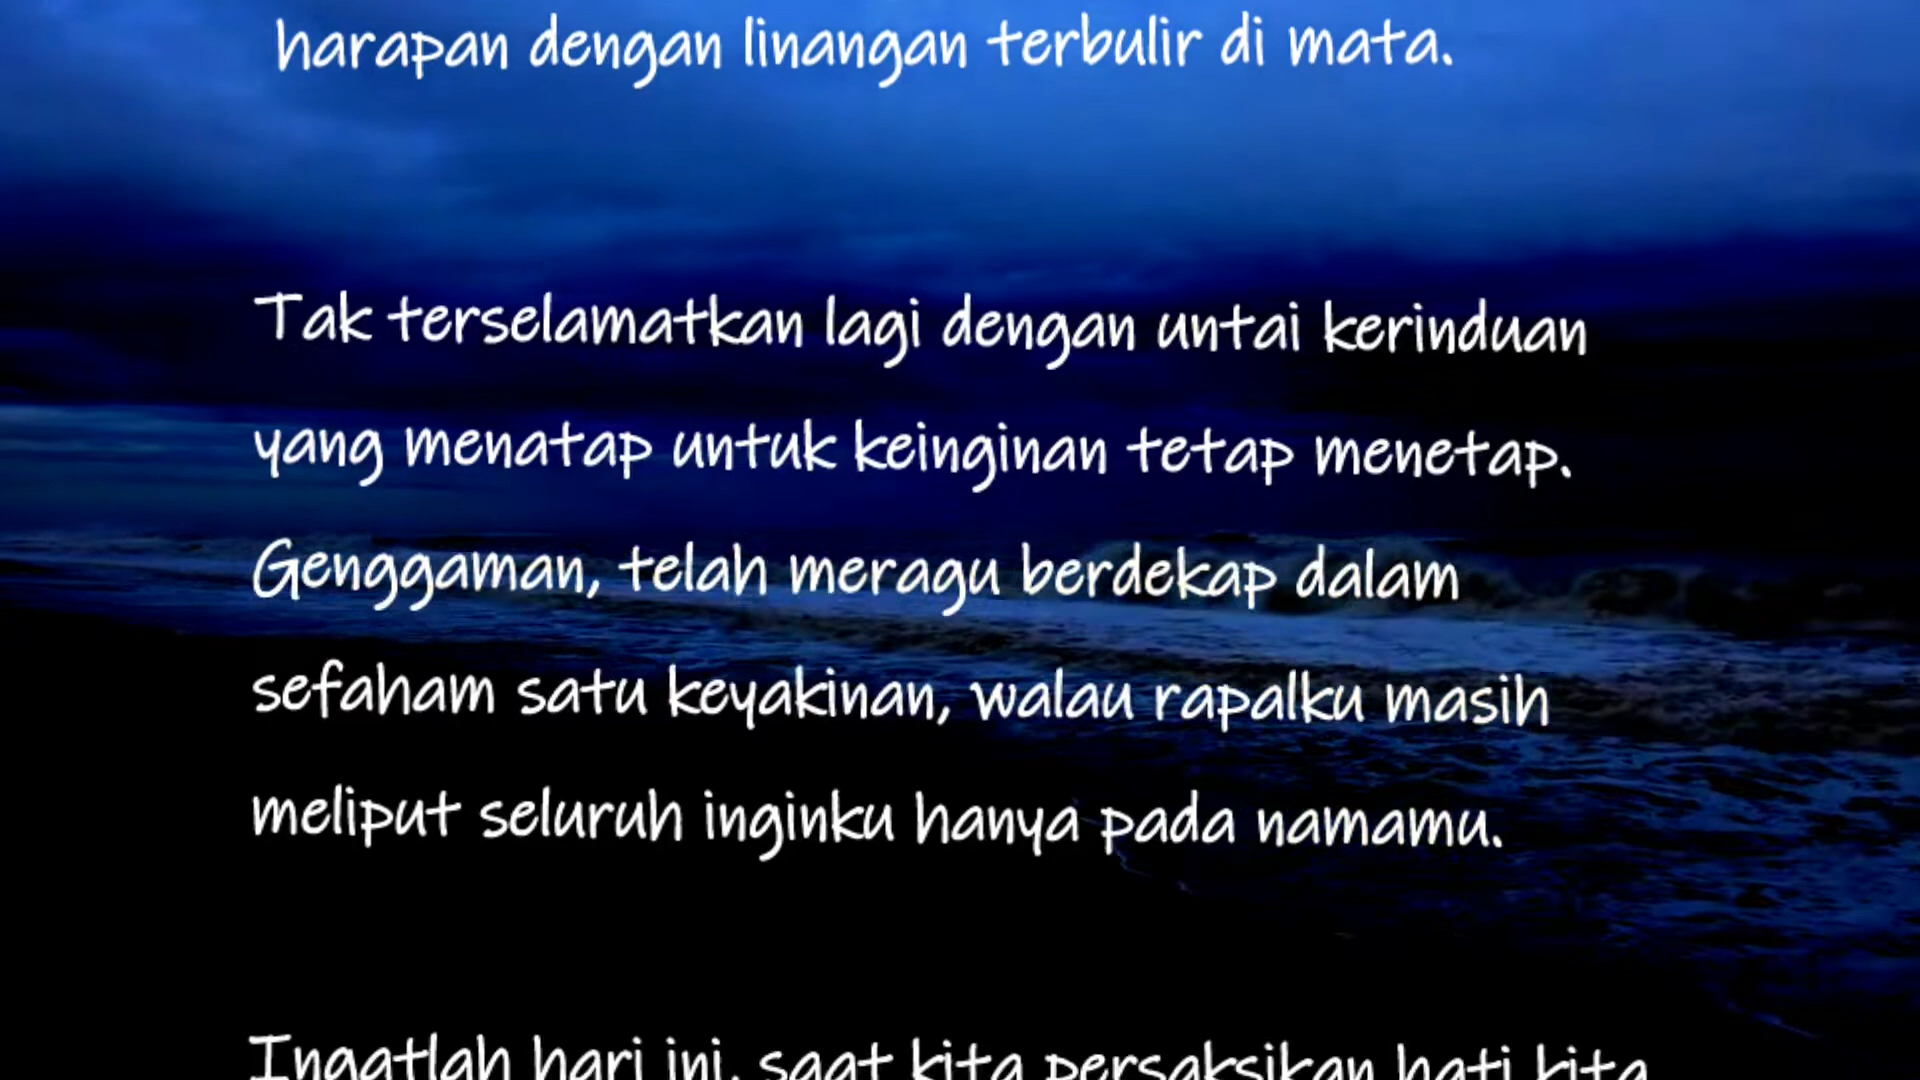 harapan dengan linangan terbulir di mata.
Tak terselamatkan lagi dengan untai kerinduan
yang menatap untuk keinginan tetap menetap.
Genggaman, telah meragu berdekap dalam
sefaham satu keyakinan, walau rapalku masih
meliput seluruh inginku hanya pada namamu.
Ingatlah hari ini, saat kita persaksikan hati kita